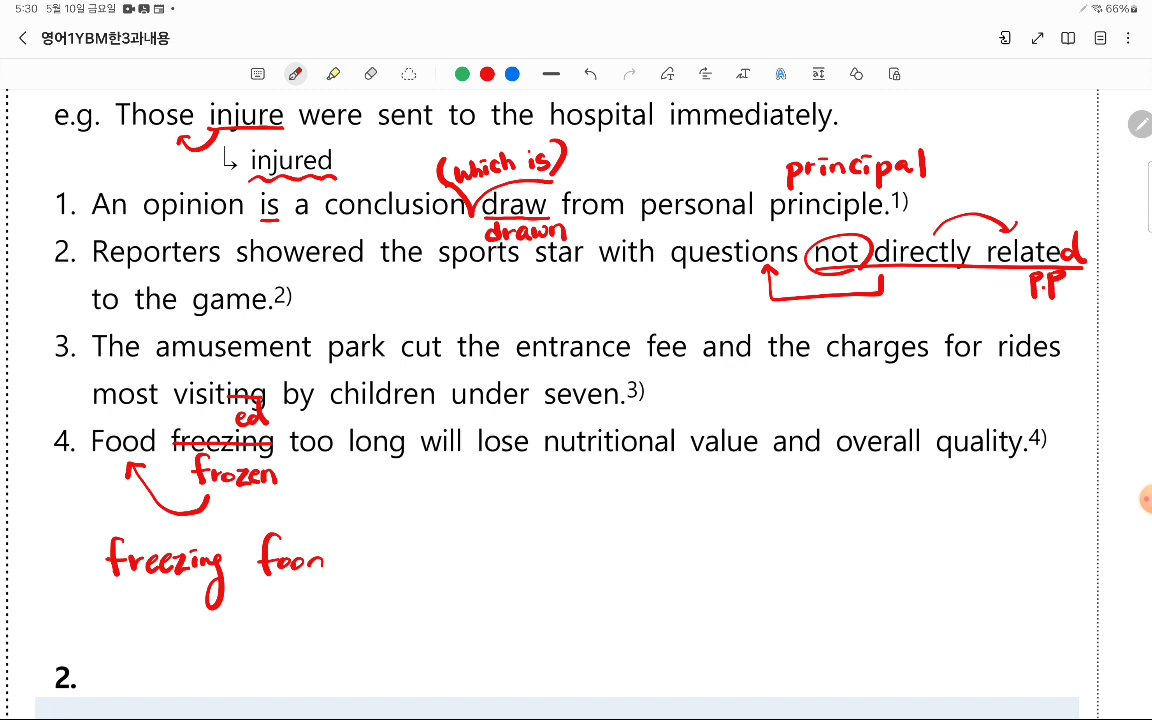 5:30 5월 10일 금요일
66%
영어1YBM한3과내용
e.g. Those injure were sent to the hospital immediately.
injured
(which is)
principal
1. An opinion is a conclusion draw from personal principle.1)
drawn
2. Reporters showered the sports star with questions not directly related
p.p
to the game.2)
3. The amusement park cut the entrance fee and the charges for rides
most visiting by children under seven.3)
ed
4. Food freezing too long will lose nutritional value and overall quality.4)
frozen
freezing foon
2.